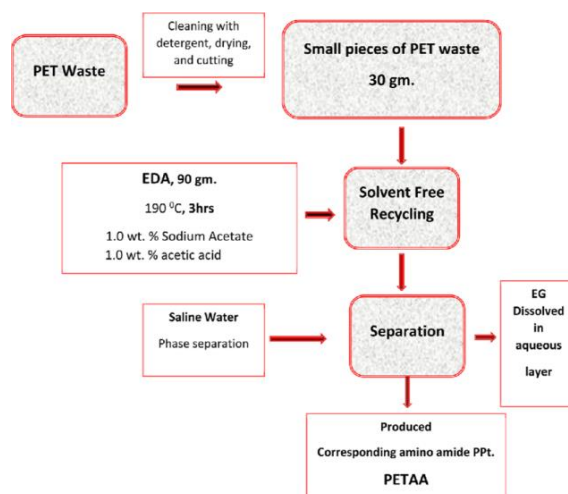 Cleaning with
detergent, drying,
and cutting
PET Waste
Small pieces of PET waste
30 gm.
EDA, 90 gm.
190 ⁰C, 3hrs
1.0 wt. % Sodium Acetate
1.0 wt. % acetic acid
Solvent Free
Recycling
Saline Water
Phase separation
Separation
EG
Dissolved
in
aqueous
layer
Produced
Corresponding amino amide PPt.
PETAA